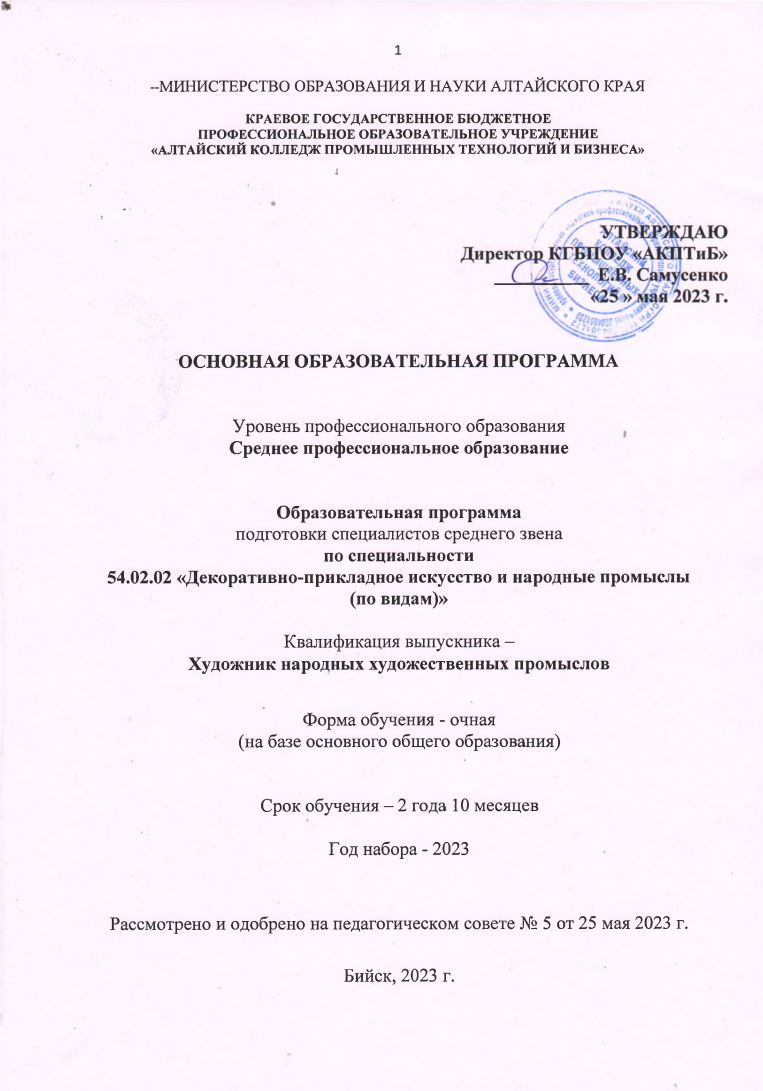 1
--МИНИСТЕРСТВО ОБРАЗОВАНИЯ И НАУКИ АЛТАЙСКОГО КРАЯ
КРАЕВОЕ ГОСУДАРСТВЕННОЕ БЮДЖЕТНОЕ
ПРОФЕССИОНАЛЬНОЕ ОБРАЗОВАТЕЛЬНОЕ УЧРЕЖДЕНИЕ
«АЛТАЙСКИЙ КОЛЛЕДЖ ПРОМЫШЛЕННЫХ ТЕХНОЛОГИЙ И БИЗНЕСА»
УТВЕРЖДАЮ
Директор КГБПОУ «АКПТиБ»
__________ Е.В. Самусенко
«25 » мая 2023 г.
ОСНОВНАЯ ОБРАЗОВАТЕЛЬНАЯ ПРОГРАММА
Уровень профессионального образования
Среднее профессиональное образование
Образовательная программа
подготовки специалистов среднего звена
по специальности
54.02.02 «Декоративно-прикладное искусство и народные промыслы
(по видам)»
Квалификация выпускника –
Художник народных художественных промыслов
Форма обучения - очная
(на базе основного общего образования)
Срок обучения – 2 года 10 месяцев
Год набора - 2023
Рассмотрено и одобрено на педагогическом совете № 5 от 25 мая 2023 г.
Бийск, 2023 г.